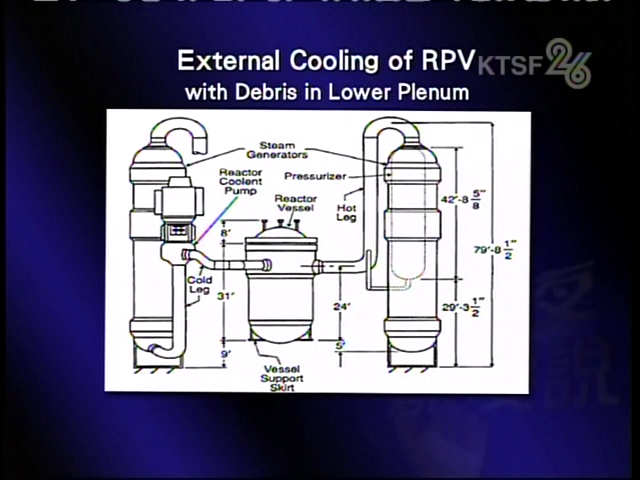 External Cooling of RPV
KTSF 26
with Debris in Lower Plenum
Steam
Generators
Reactor
Coolent
Pump
Pressurizer
Reactor
Vessel
Hot
Leg
42'-8 5/8"
8'
79'-8 1/2"
Cold
Leg
31'
24'
29'-3 1/2"
5'
9'
Vessel
Support
Skirt